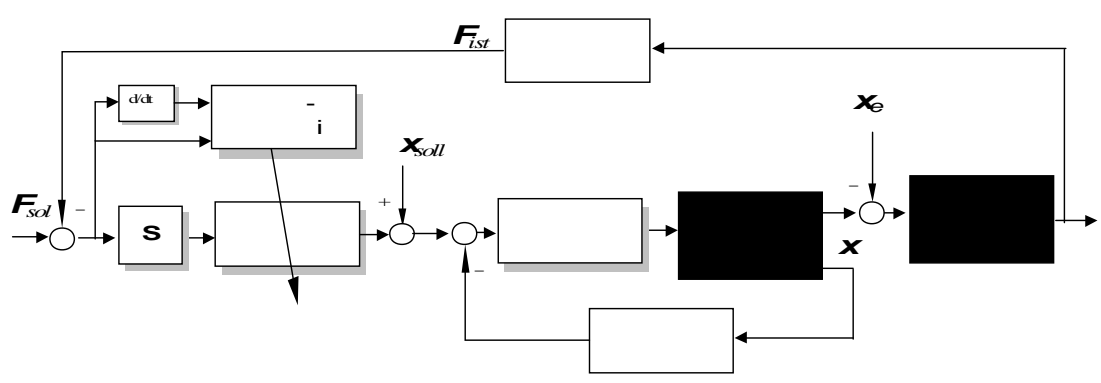 F_ist
d/dt
-
i
x_e
x_soll
F_sol
-
s
+
-
x
-